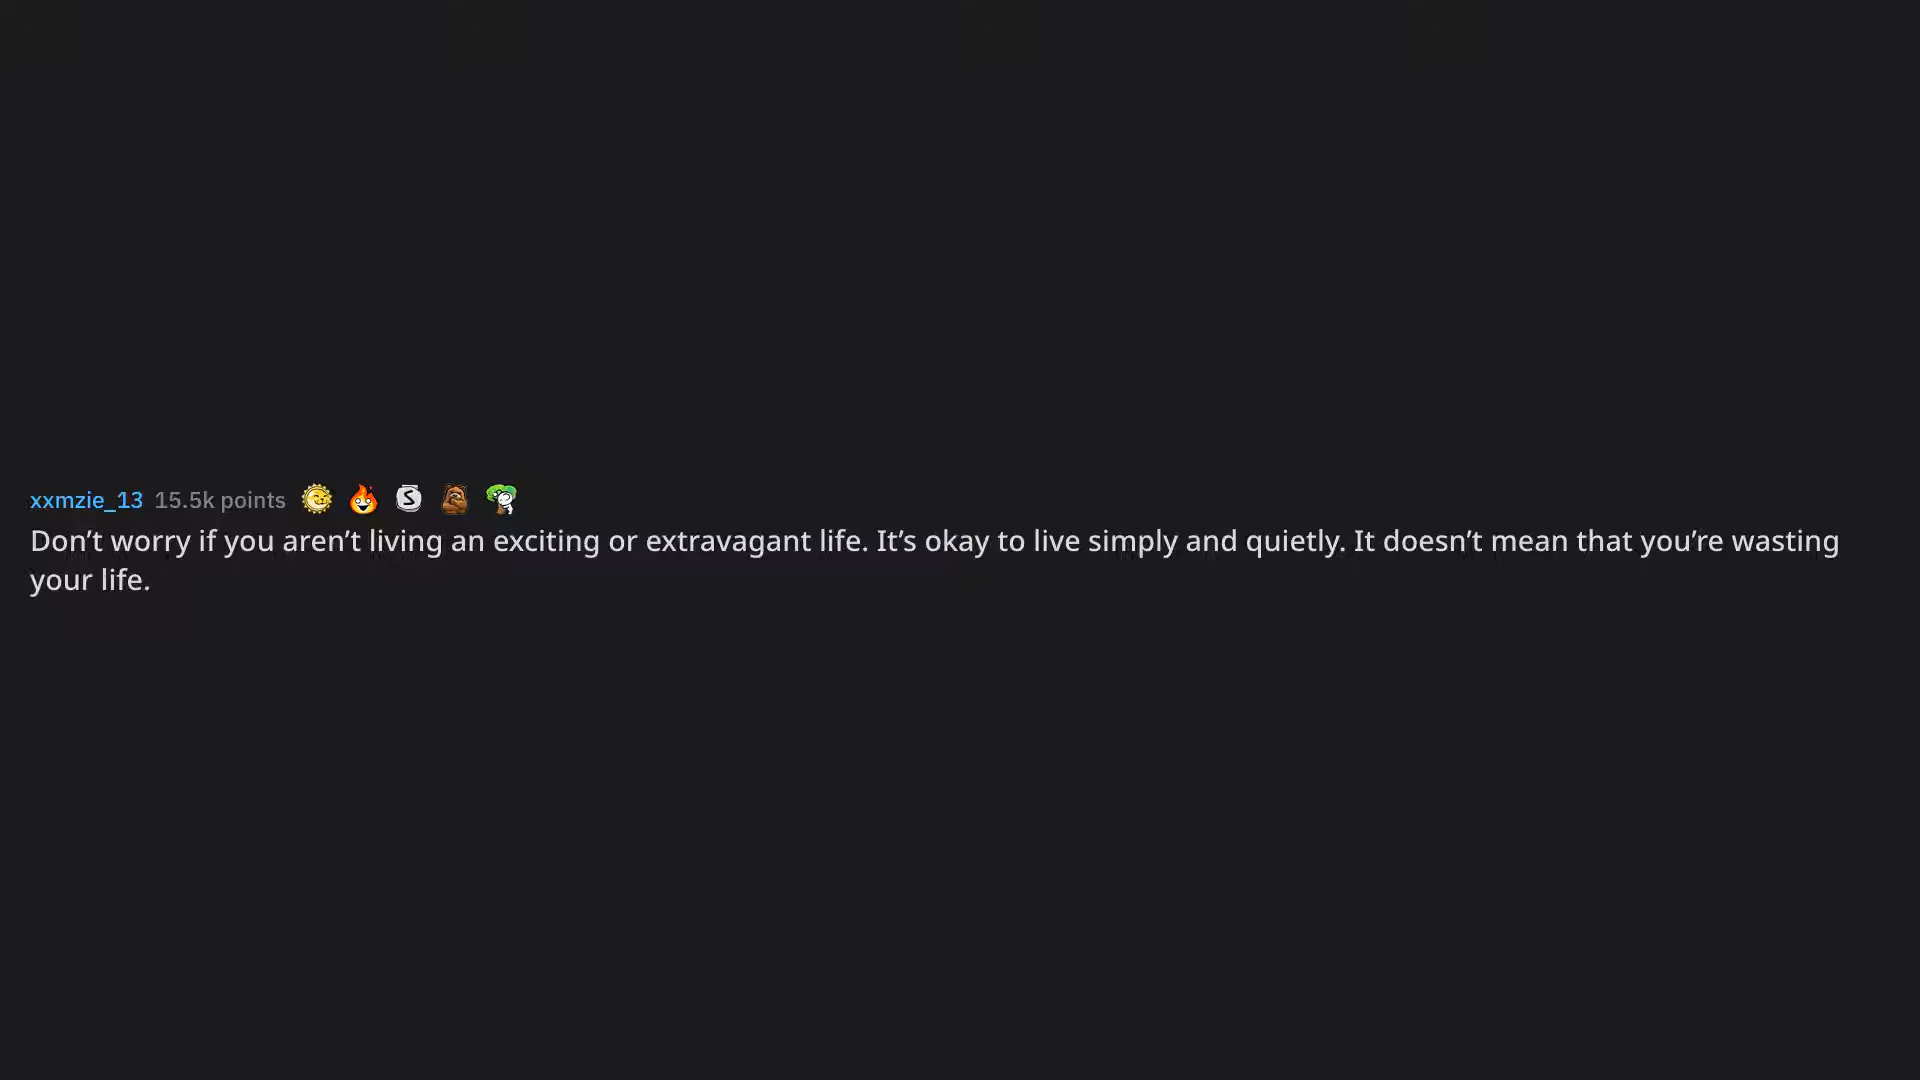 xxmzie_13 15.5k points
Don’t worry if you aren’t living an exciting or extravagant life. It’s okay to live simply and quietly. It doesn’t mean that you’re wasting
your life.